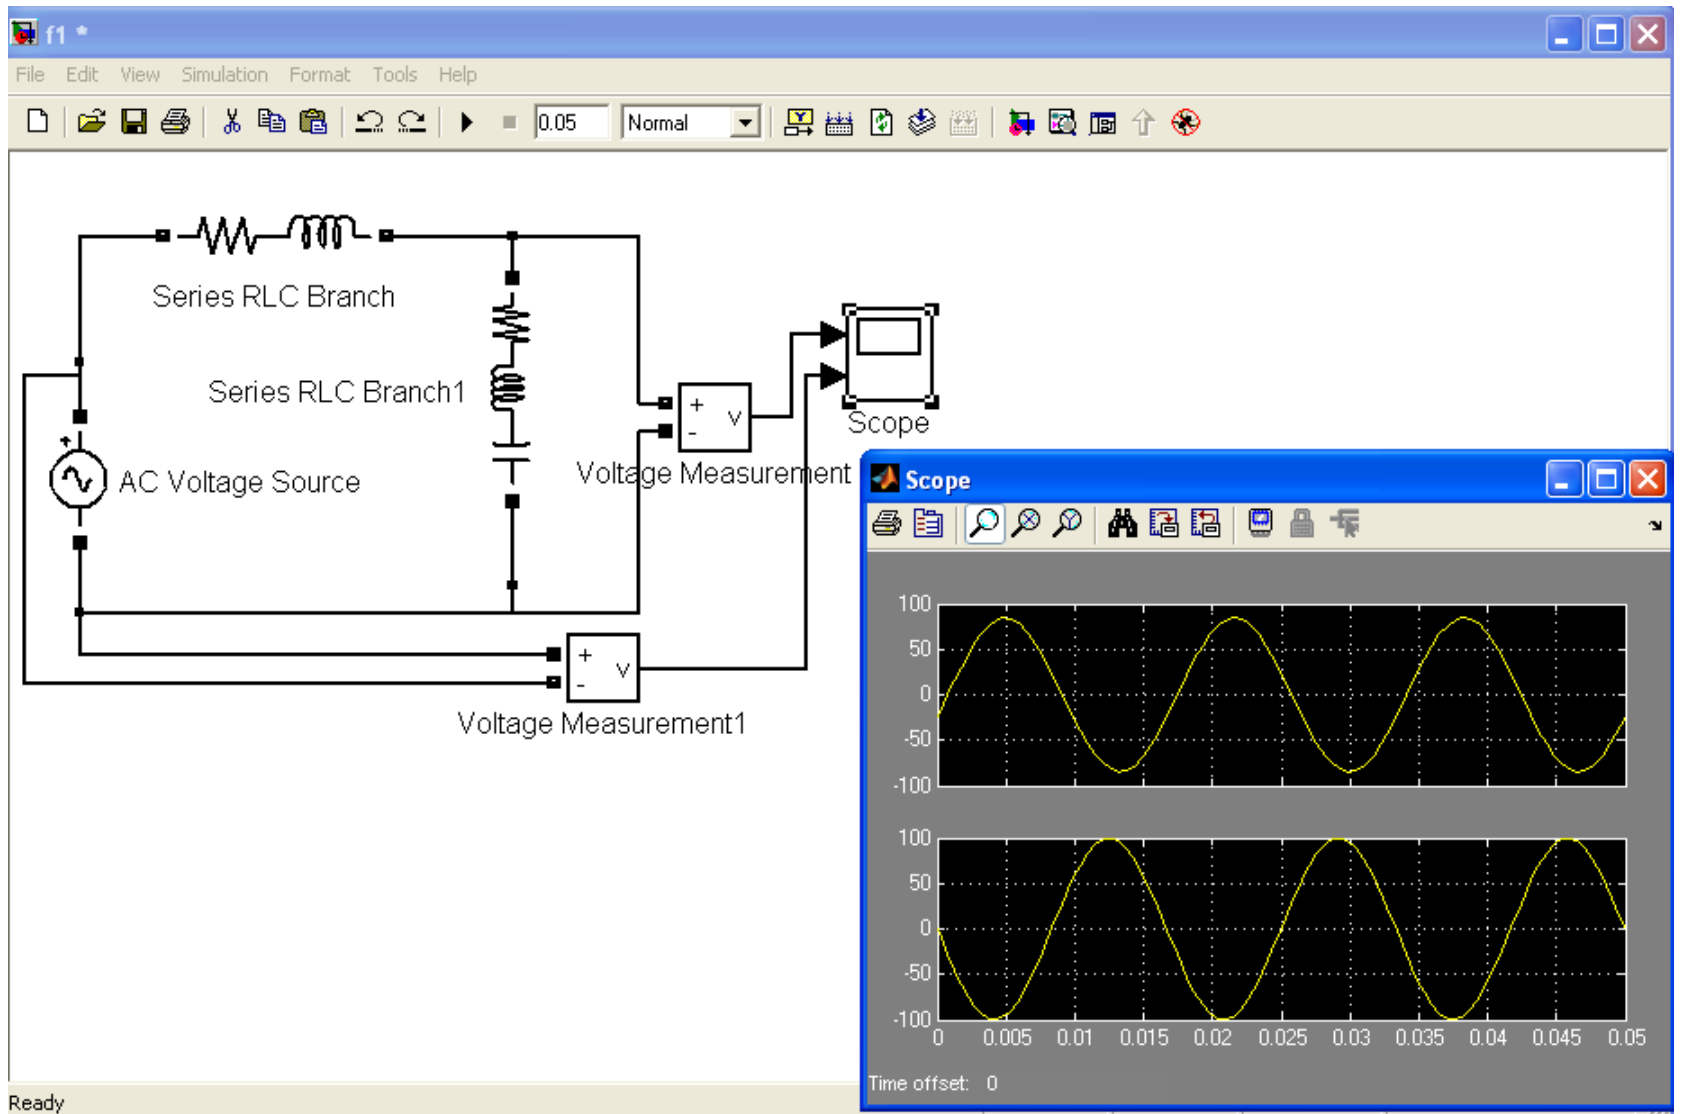 f1 *
File Edit View Simulation Format Tools Help
0.05 Normal
Series RLC Branch
Series RLC Branch1
+ - v
Scope
Voltage Measurement
AC Voltage Source
+
+ - v
Voltage Measurement1
Scope
100
50
0
-50
-100
100
50
0
-50
-100
0 0.005 0.01 0.015 0.02 0.025 0.03 0.035 0.04 0.045 0.05
Time offset: 0
Ready